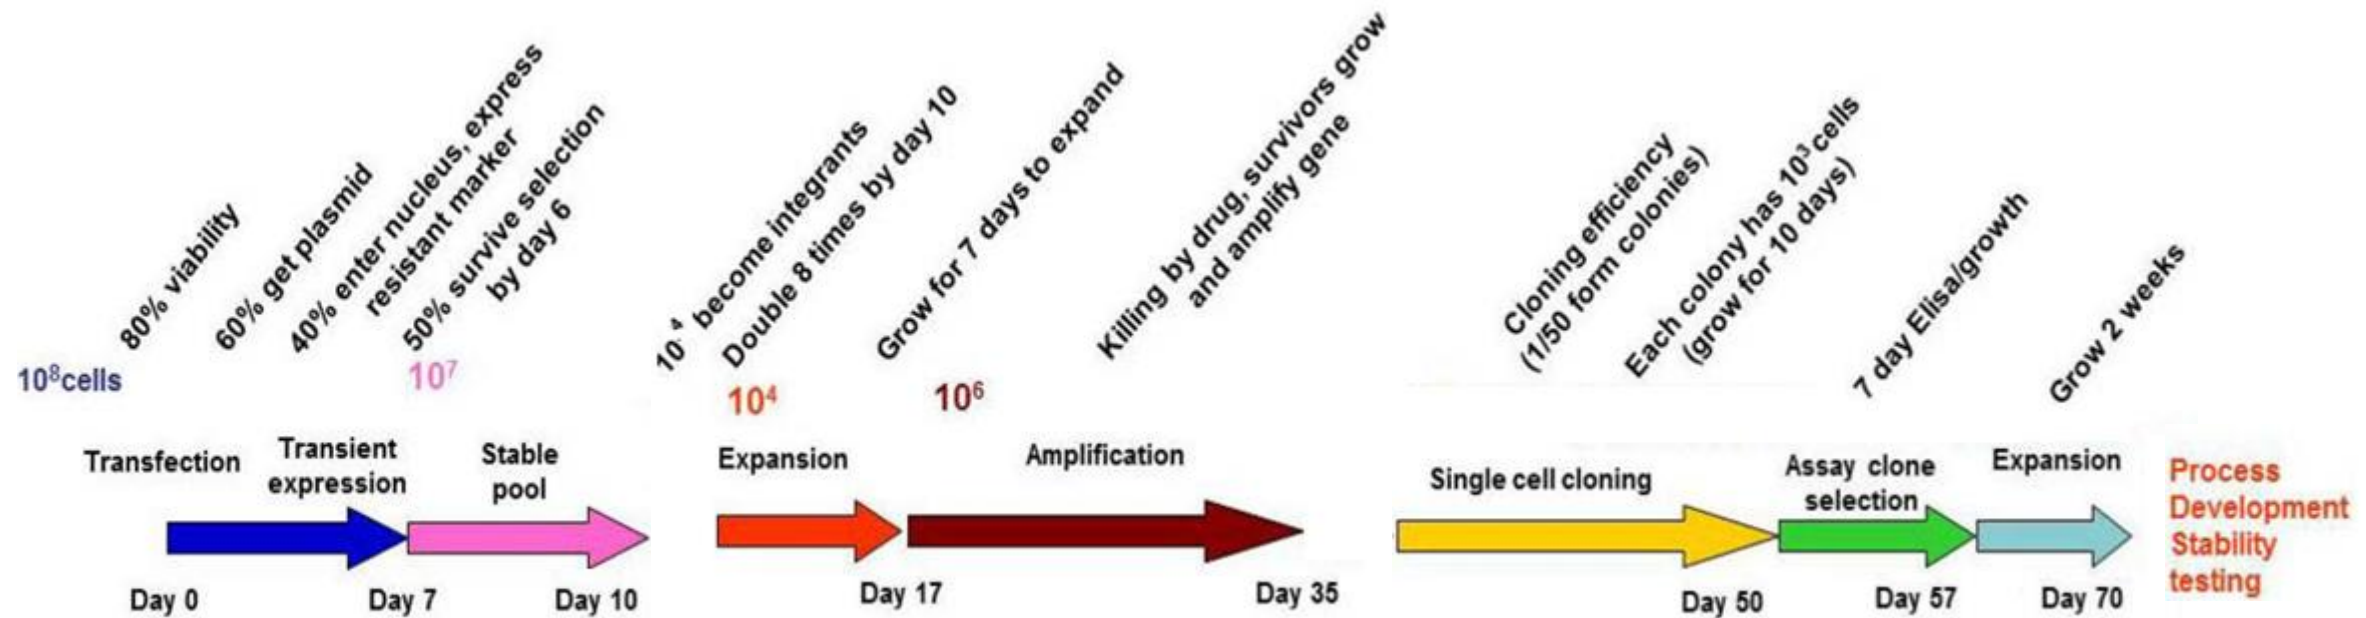 80% viability
60% get plasmid
40% enter nucleus, express
resistant marker
50% survive selection
by day 6
10⁻⁴ become integrants
Double 8 times by day 10
Grow for 7 days to expand
Killing by drug, survivors grow
and amplify gene
Cloning efficiency
(1/50 form colonies)
Each colony has 10³ cells
(grow for 10 days)
7 day Elisa/growth
Grow 2 weeks
10⁸cells
10⁷
10⁴
10⁶
Transfection
Transient
expression
Stable
pool
Expansion
Amplification
Single cell cloning
Assay clone
selection
Expansion
Process
Development
Stability
testing
Day 0
Day 7
Day 10
Day 17
Day 35
Day 50
Day 57
Day 70